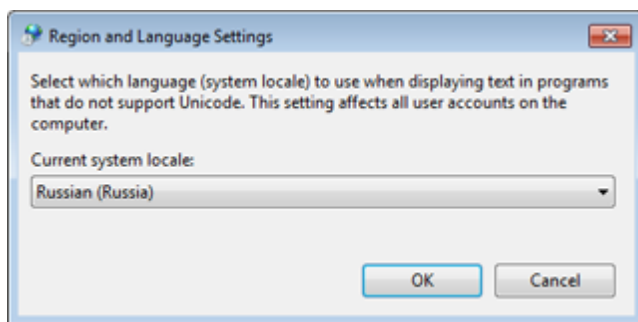 Region and Language Settings
Select which language (system locale) to use when displaying text in programs
that do not support Unicode. This setting affects all user accounts on the
computer.
Current system locale:
Russian (Russia)
OK Cancel